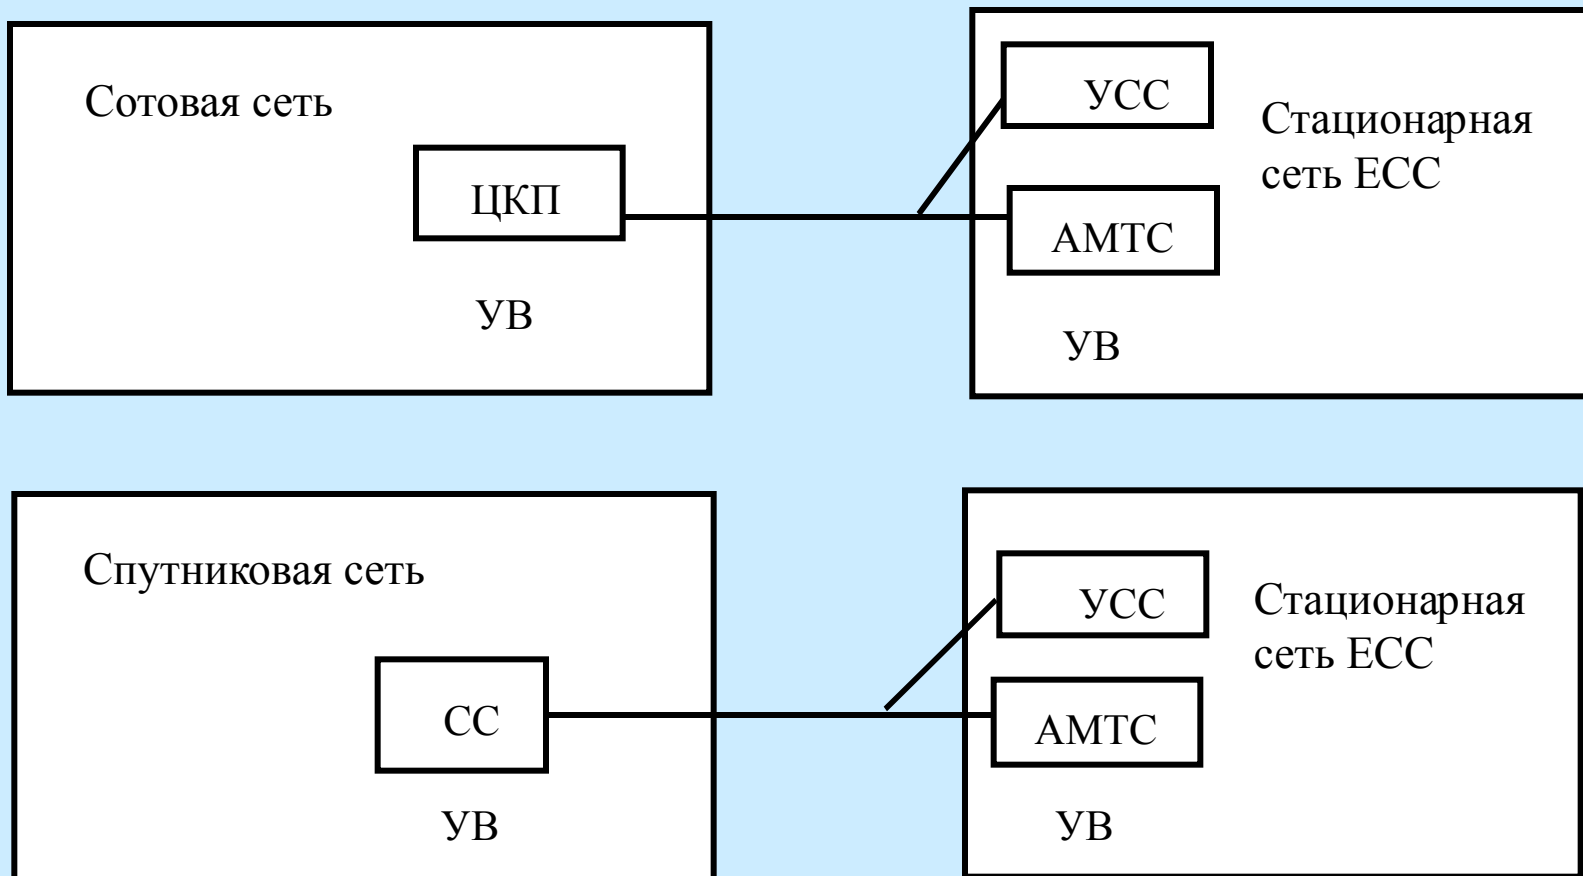 Сотовая сеть
ЦКП
УВ
УСС
Стационарная
сеть ЕСС
АМТС
УВ
Спутниковая сеть
СС
УВ
УСС
Стационарная
сеть ЕСС
АМТС
УВ